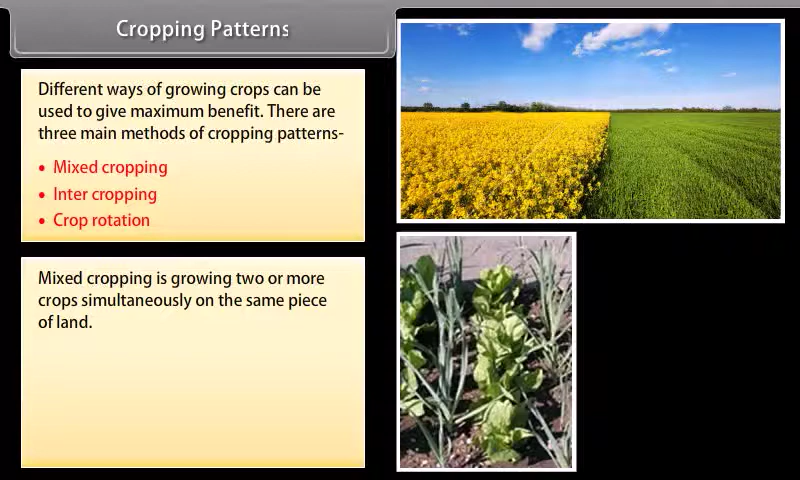 Cropping Patterns
Different ways of growing crops can be
used to give maximum benefit. There are
three main methods of cropping patterns-
• Mixed cropping
• Inter cropping
• Crop rotation
Mixed cropping is growing two or more
crops simultaneously on the same piece
of land.